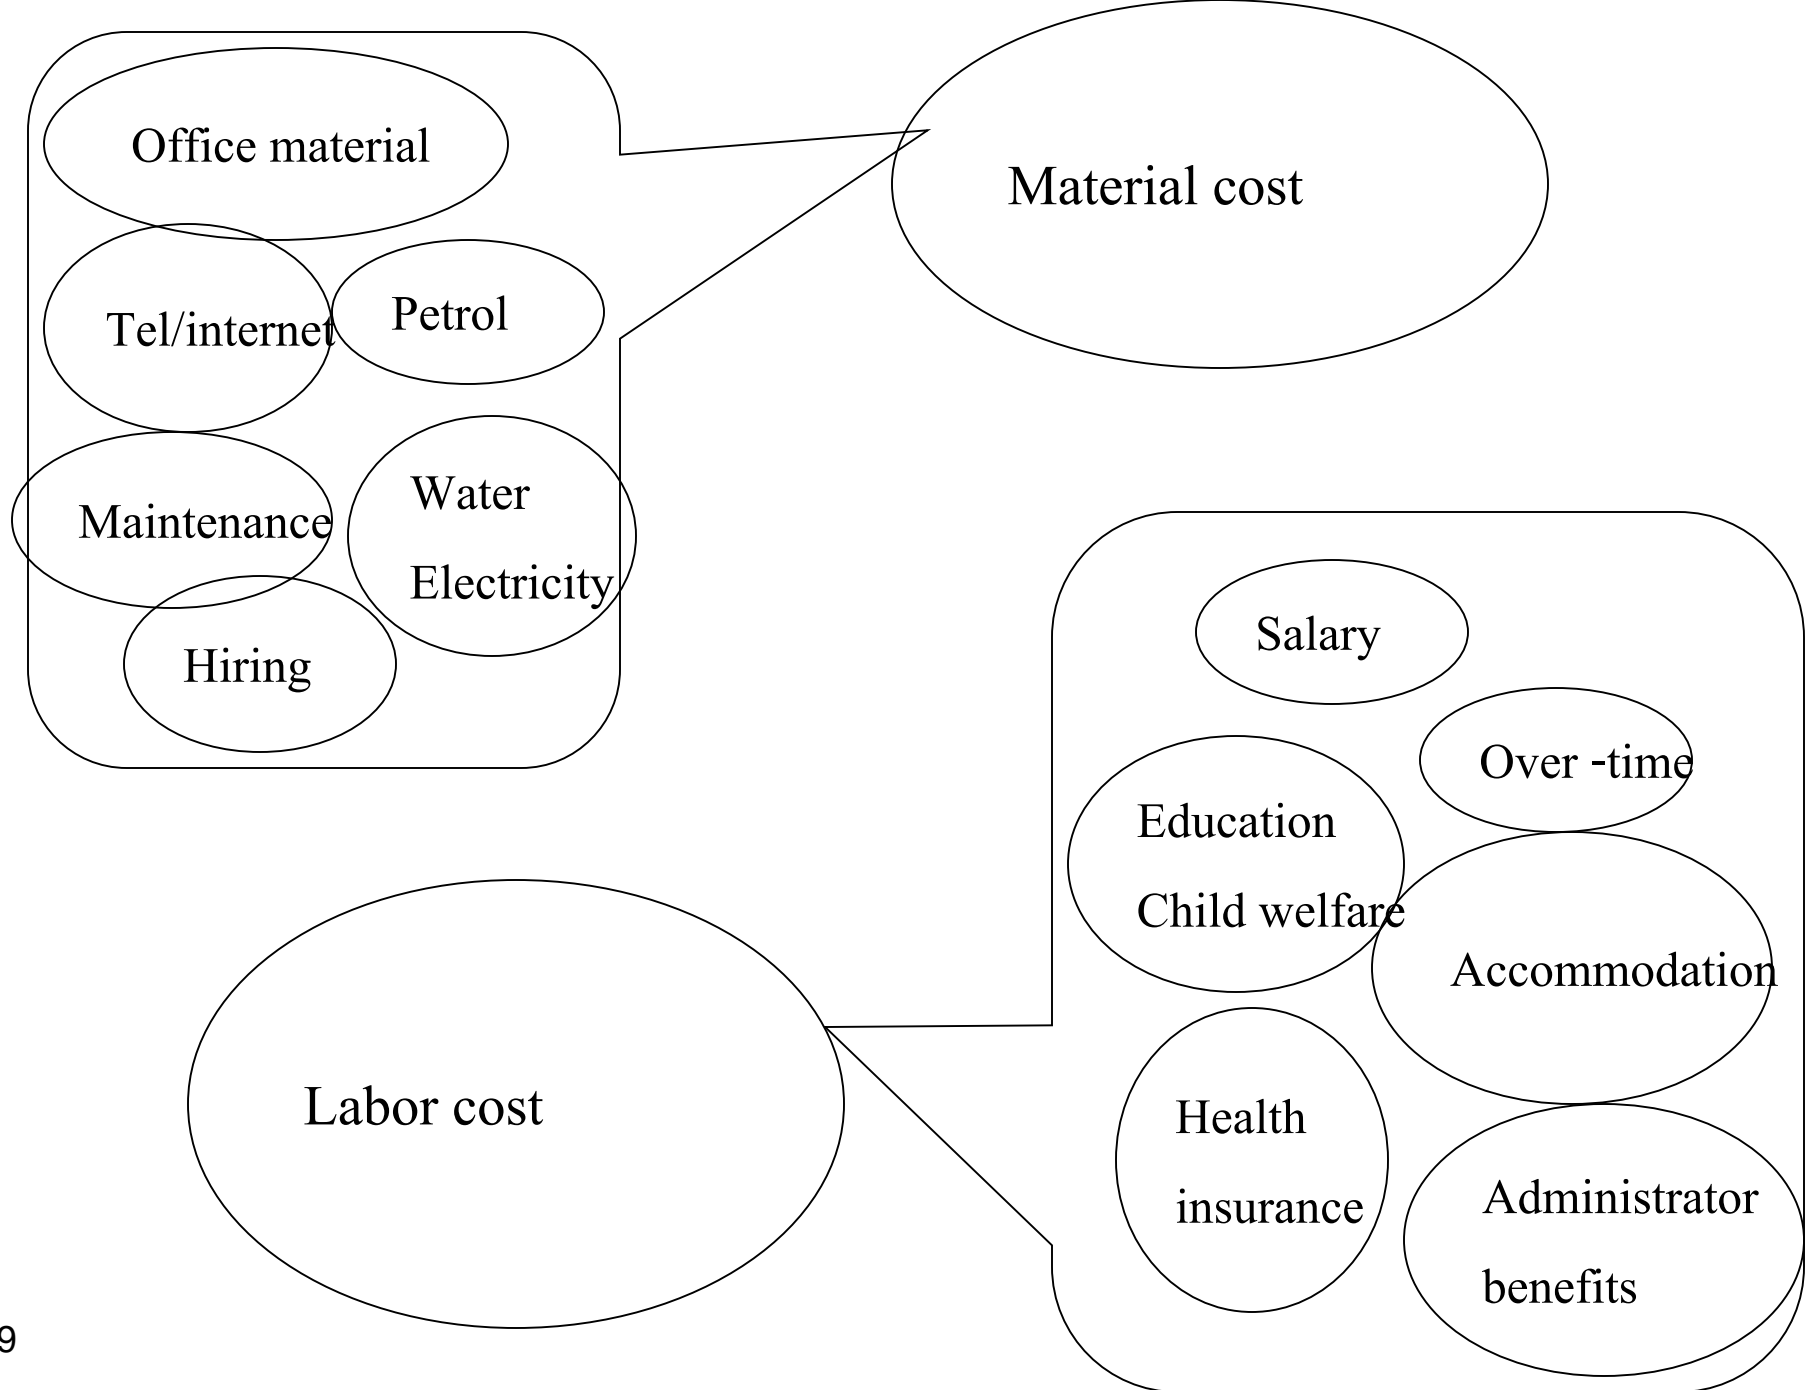 Office material
Material cost
Tel/internet
Petrol
Maintenance
Water
Electricity
Hiring
Salary
Over -time
Education
Child welfare
Accommodation
Labor cost
Health
insurance
Administrator
benefits
9